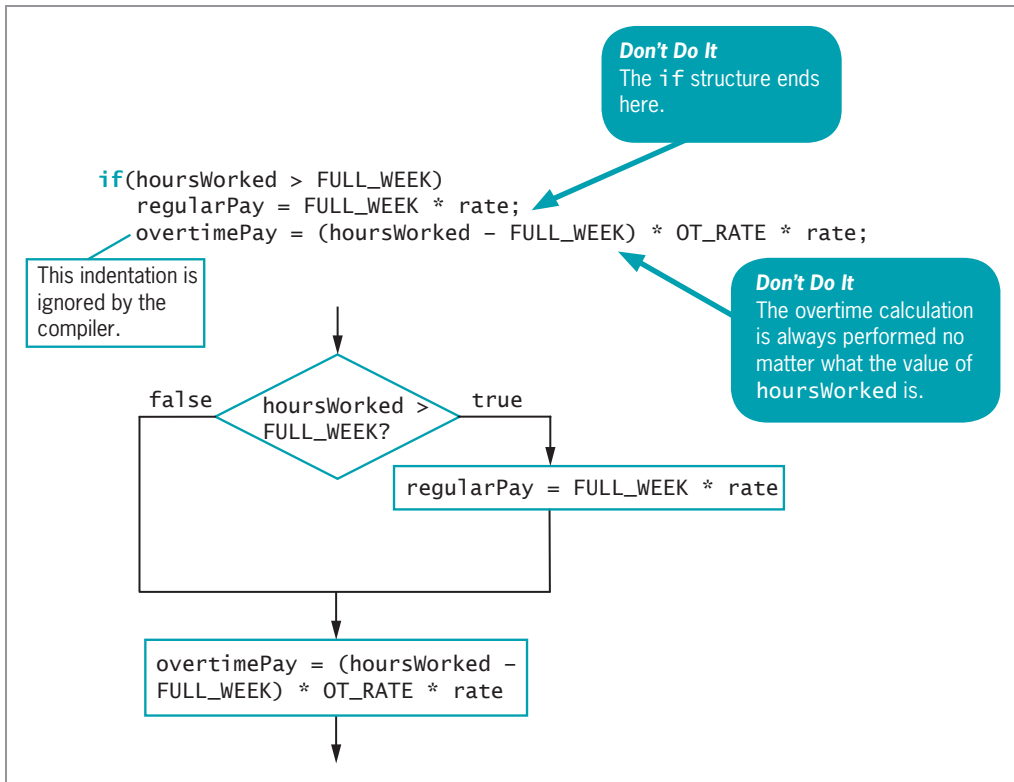 Don't Do It
The if structure ends
here.
if(hoursWorked > FULL_WEEK)
regularPay = FULL_WEEK * rate;
overtimePay = (hoursWorked – FULL_WEEK) * OT_RATE * rate;
This indentation is
ignored by the
compiler.
Don't Do It
The overtime calculation
is always performed no
matter what the value of
hoursWorked is.
false
hoursWorked >
FULL_WEEK?
true
regularPay = FULL_WEEK * rate
overtimePay = (hoursWorked –
FULL_WEEK) * OT_RATE * rate